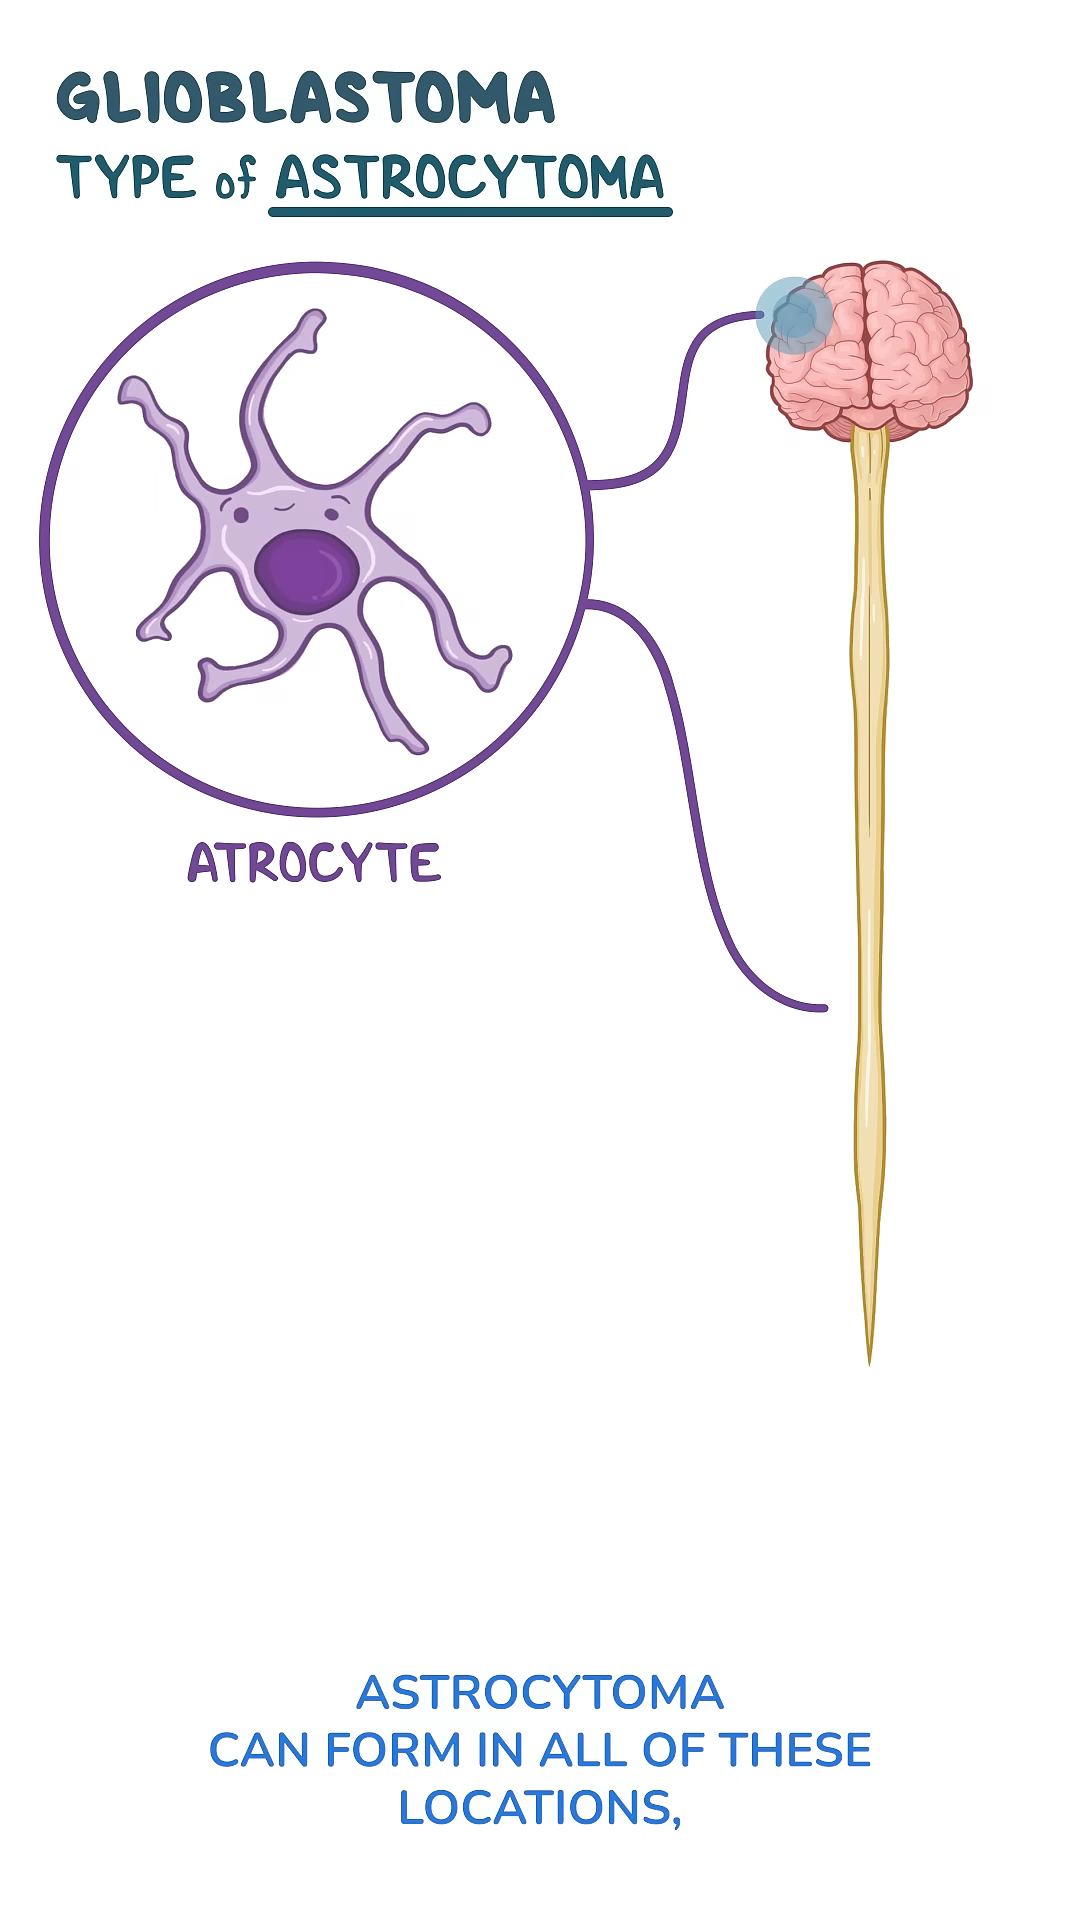 GLIOBLASTOMA
TYPE of ASTROCYTOMA
ATROCYTE
ASTROCYTOMA
CAN FORM IN ALL OF THESE
LOCATIONS,